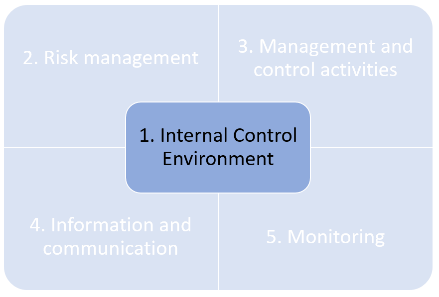 2. Risk management
3. Management and
control activities
1. Internal Control
Environment
4. Information and
communication
5. Monitoring